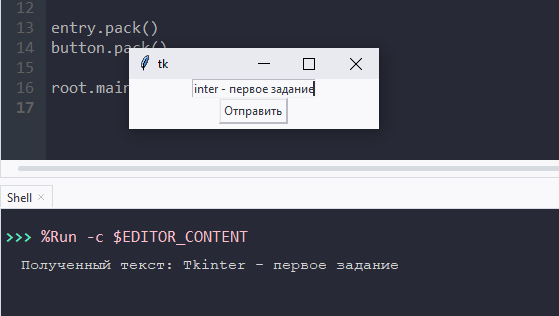 12
13 entry.pack()
14 button.pack()
15
16 root.main
17
tk
inter - первое задание
Отправить
Shell ×
>>> %Run -c $EDITOR_CONTENT
Полученный текст: Tkinter - первое задание